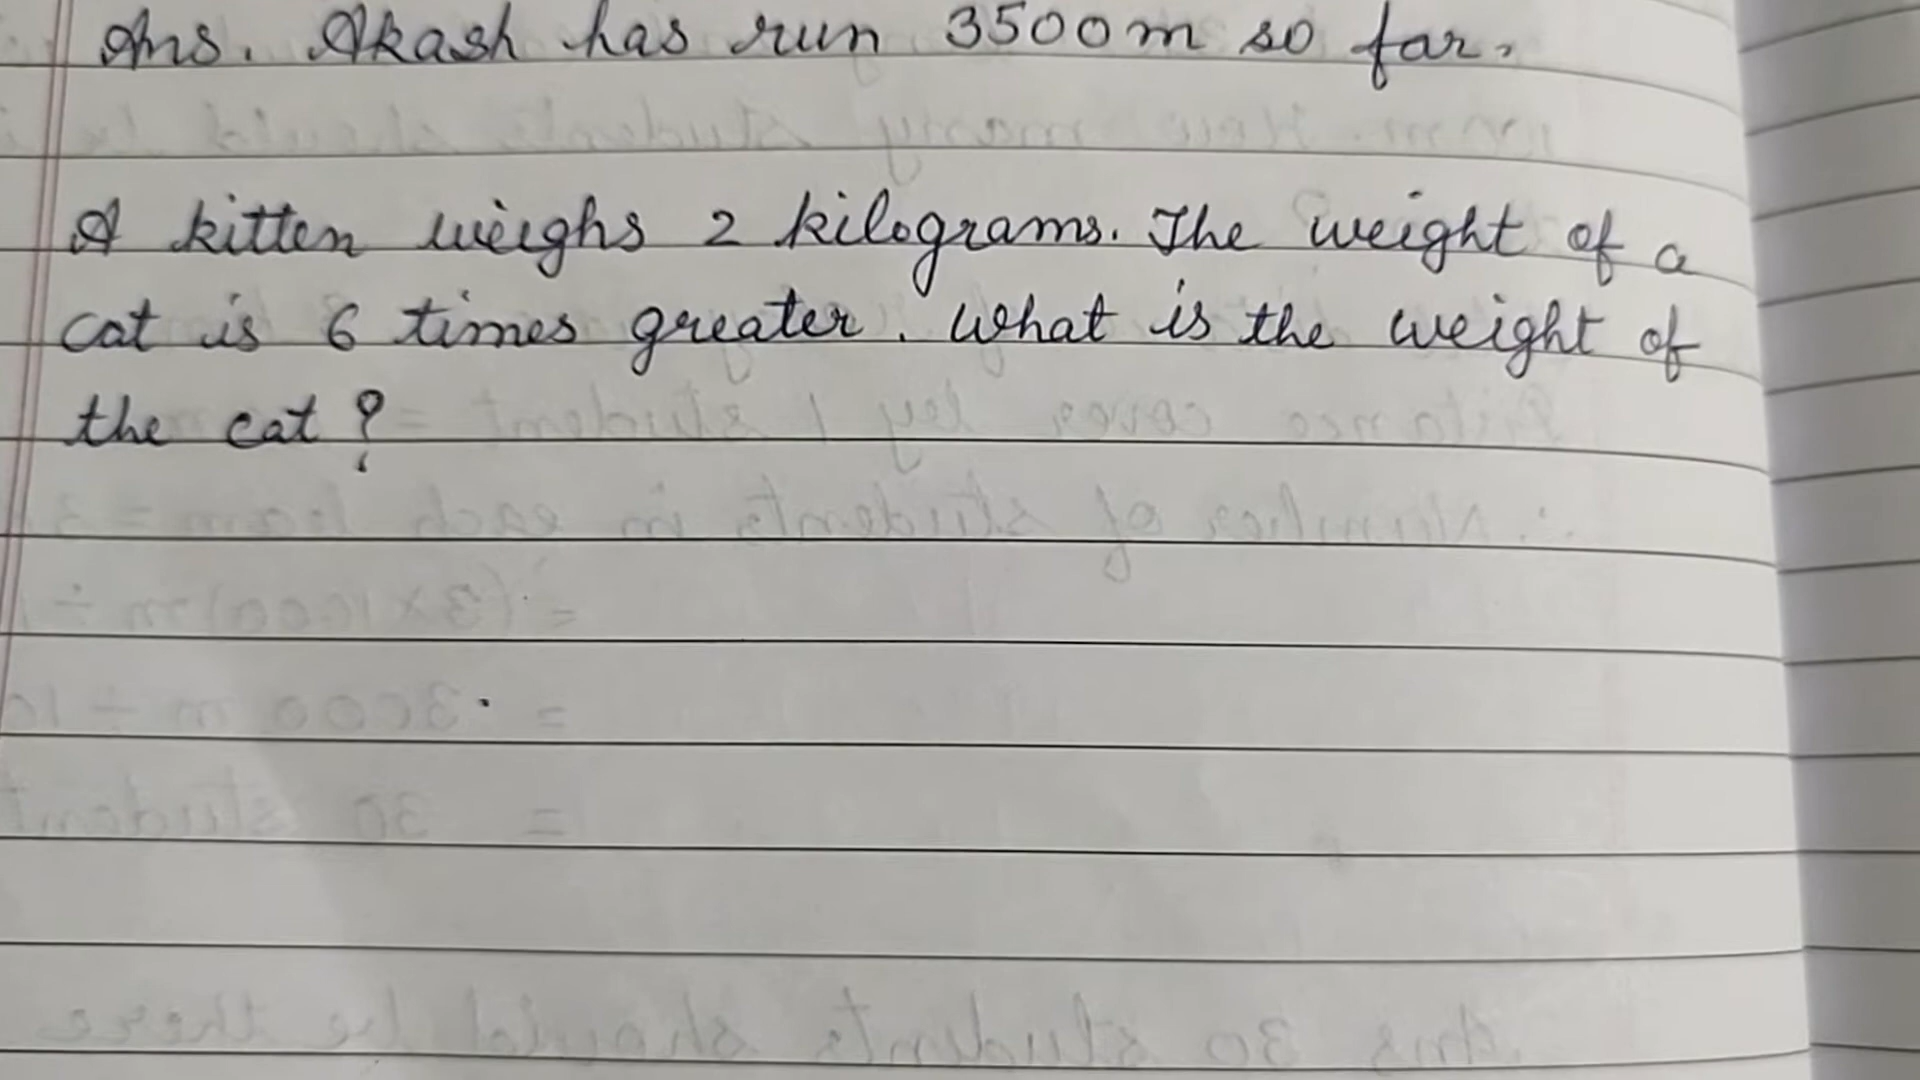 Ans. Akash has run 3500m so far.
A kitten weighs 2 kilograms. The weight of a
cat is 6 times greater. What is the weight of
the cat?